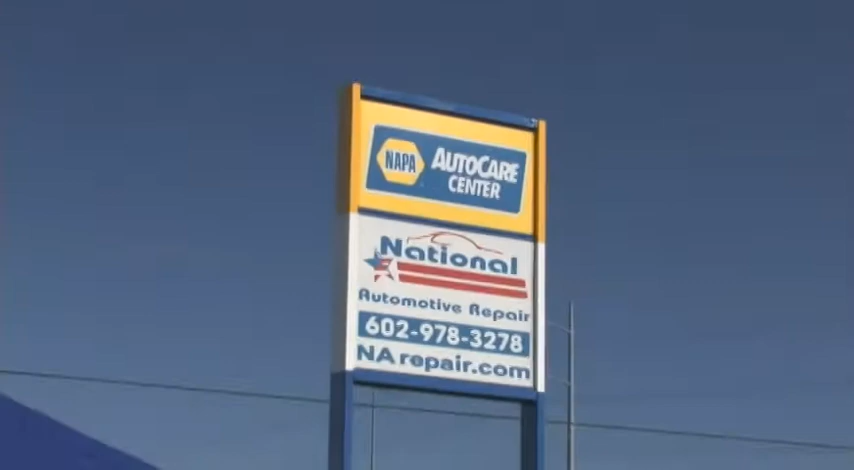 NAPA
AUTOCARE
CENTER
National
Automotive Repair
602-978-3278
NArepair.com